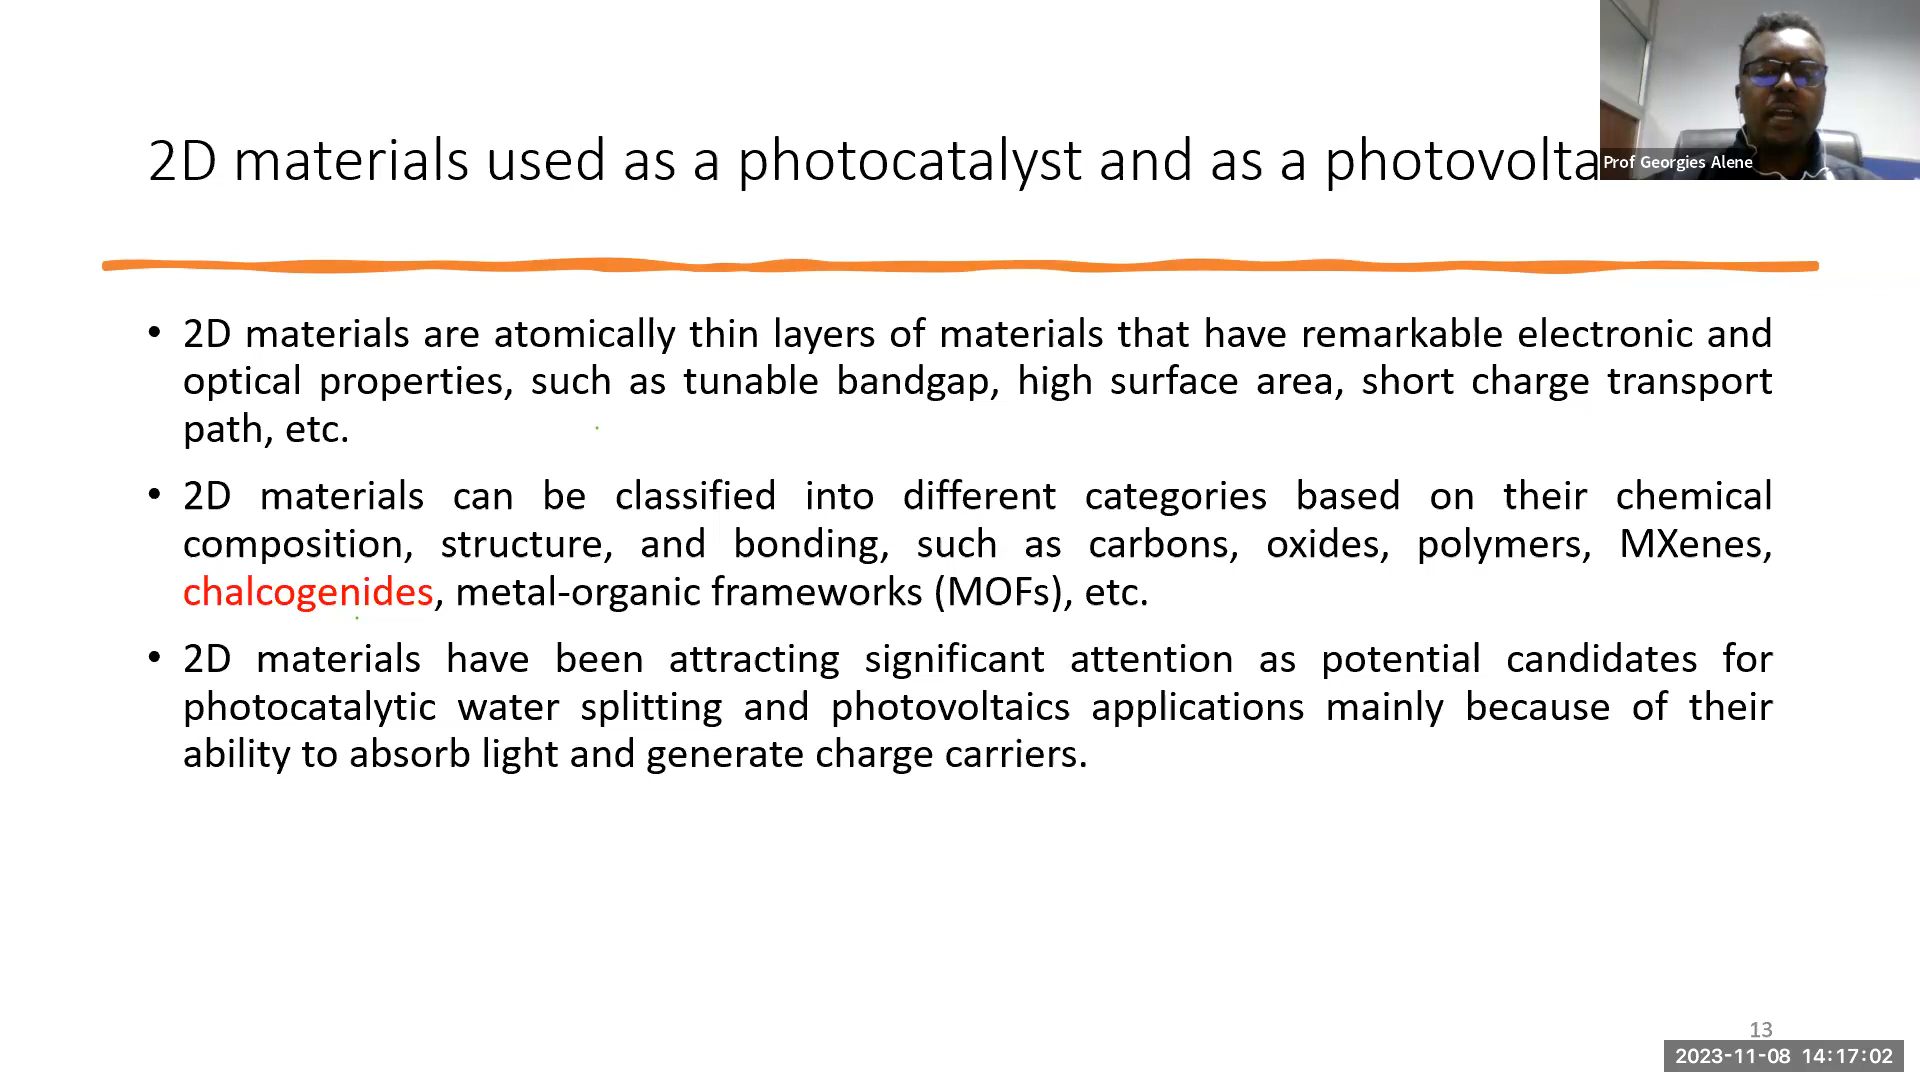 2D materials used as a photocatalyst and as a photovolta
Prof Georgies Alene
• 2D materials are atomically thin layers of materials that have remarkable electronic and
optical properties, such as tunable bandgap, high surface area, short charge transport
path, etc.
• 2D materials can be classified into different categories based on their chemical
composition, structure, and bonding, such as carbons, oxides, polymers, MXenes,
chalcogenides, metal-organic frameworks (MOFs), etc.
• 2D materials have been attracting significant attention as potential candidates for
photocatalytic water splitting and photovoltaics applications mainly because of their
ability to absorb light and generate charge carriers.
13
2023-11-08 14:17:02